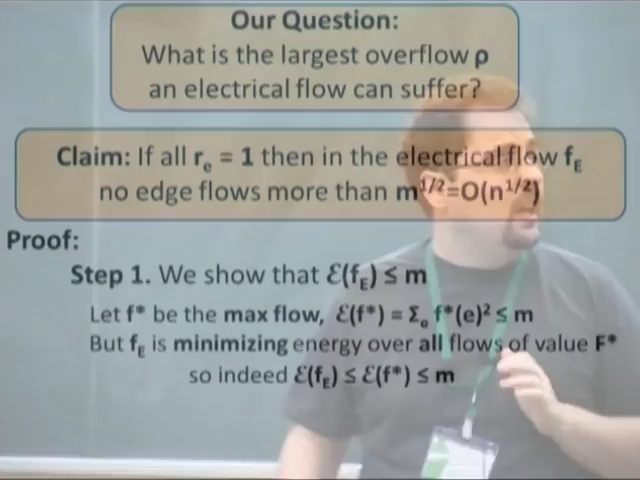 Our Question:
What is the largest overflow ρ
an electrical flow can suffer?
Claim: If all rₑ = 1 then in the electrical flow f_E
no edge flows more than m^1/2=O(n^1/2)
Proof:
Step 1. We show that ℰ(f_E) ≤ m
Let f* be the max flow, ℰ(f*) = Σₑ f*(e)² ≤ m
But f_E is minimizing energy over all flows of value F*
so indeed ℰ(f_E) ≤ ℰ(f*) ≤ m